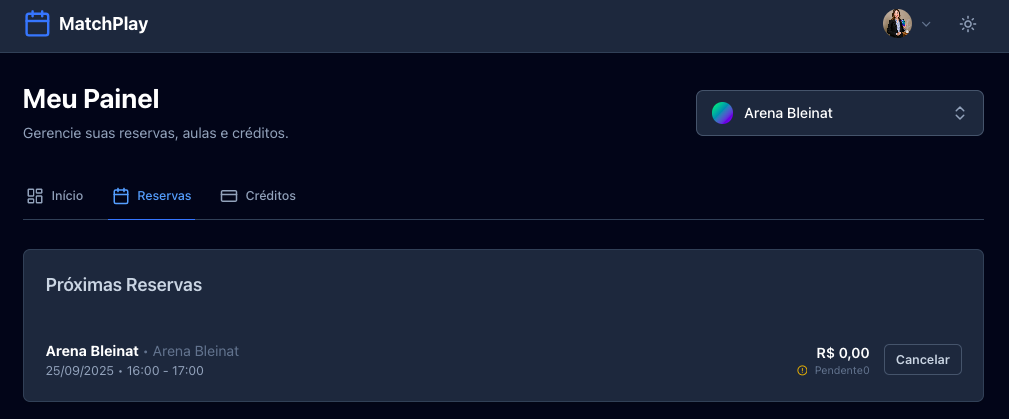 MatchPlay
Meu Painel
Gerencie suas reservas, aulas e créditos.
Arena Bleinat
Início
Reservas
Créditos
Próximas Reservas
Arena Bleinat • Arena Bleinat
25/09/2025 • 16:00 - 17:00
R$ 0,00
Pendente0
Cancelar